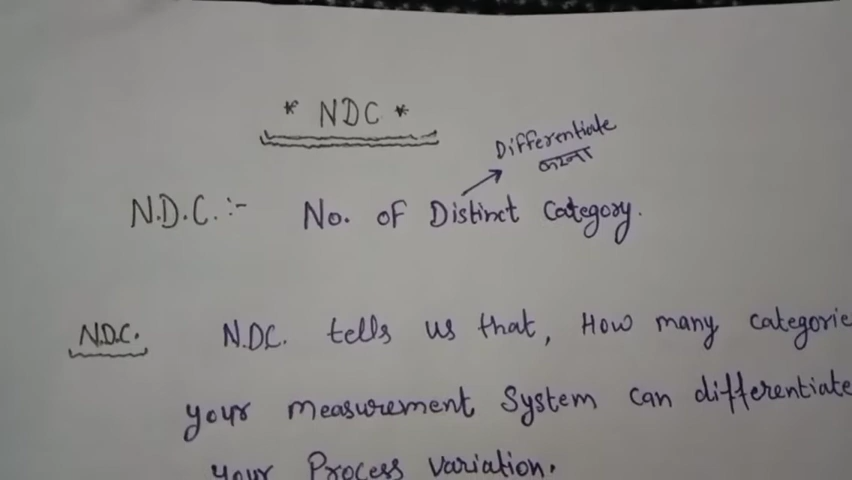 * NDC *
Differentiate
करना
N.D.C. :- No. of Distinct Category.
N.D.C. N.D.C. tells us that, How many categorie
your measurement System can differentiate
your Process variation.